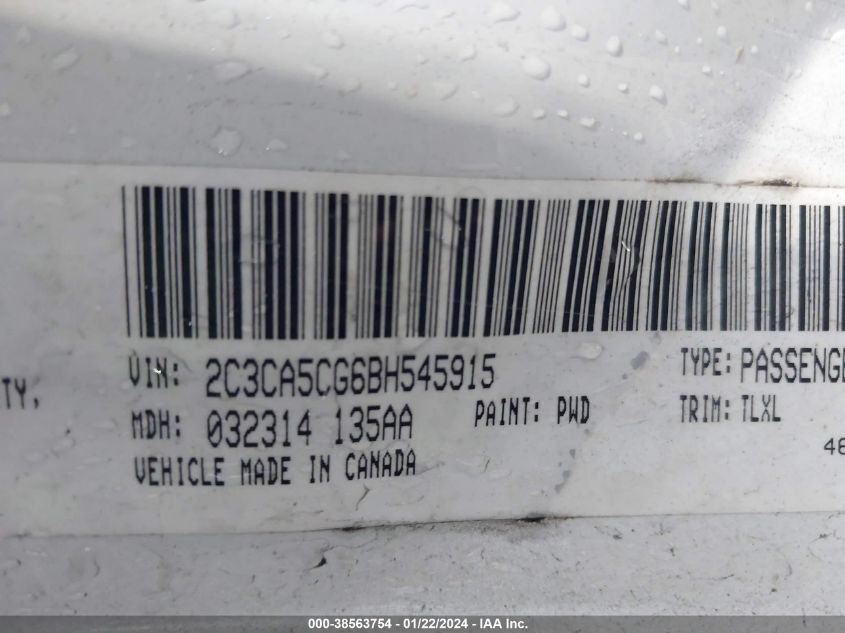 VIN: 2C3CA5CG6BH545915 TYPE: PASSENGE
TY,
MDH: 032314 135AA PAINT: PWD TRIM: TLXL
VEHICLE MADE IN CANADA
48
000-38563754 - 01/22/2024 - IAA Inc.